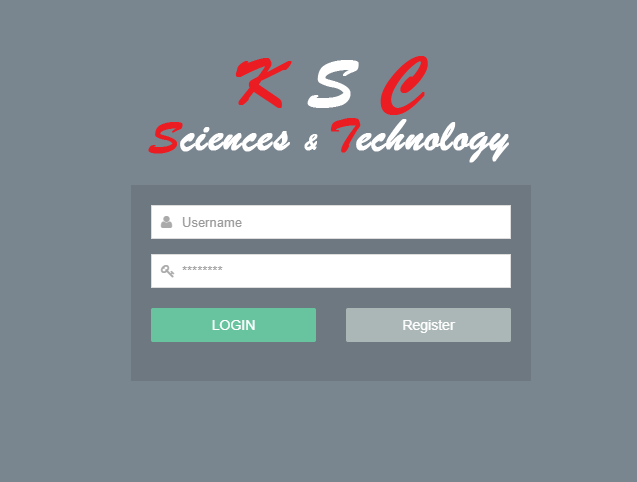 K S C
Sciences & Technology
Username
********
LOGIN
Register